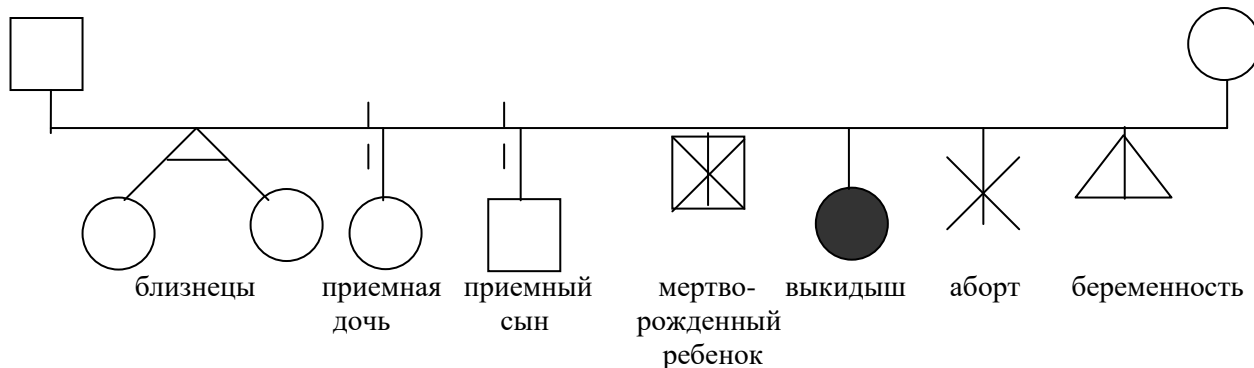 близнецы
приемная
дочь
приемный
сын
мертво-
рожденный
ребенок
выкидыш
аборт
беременность